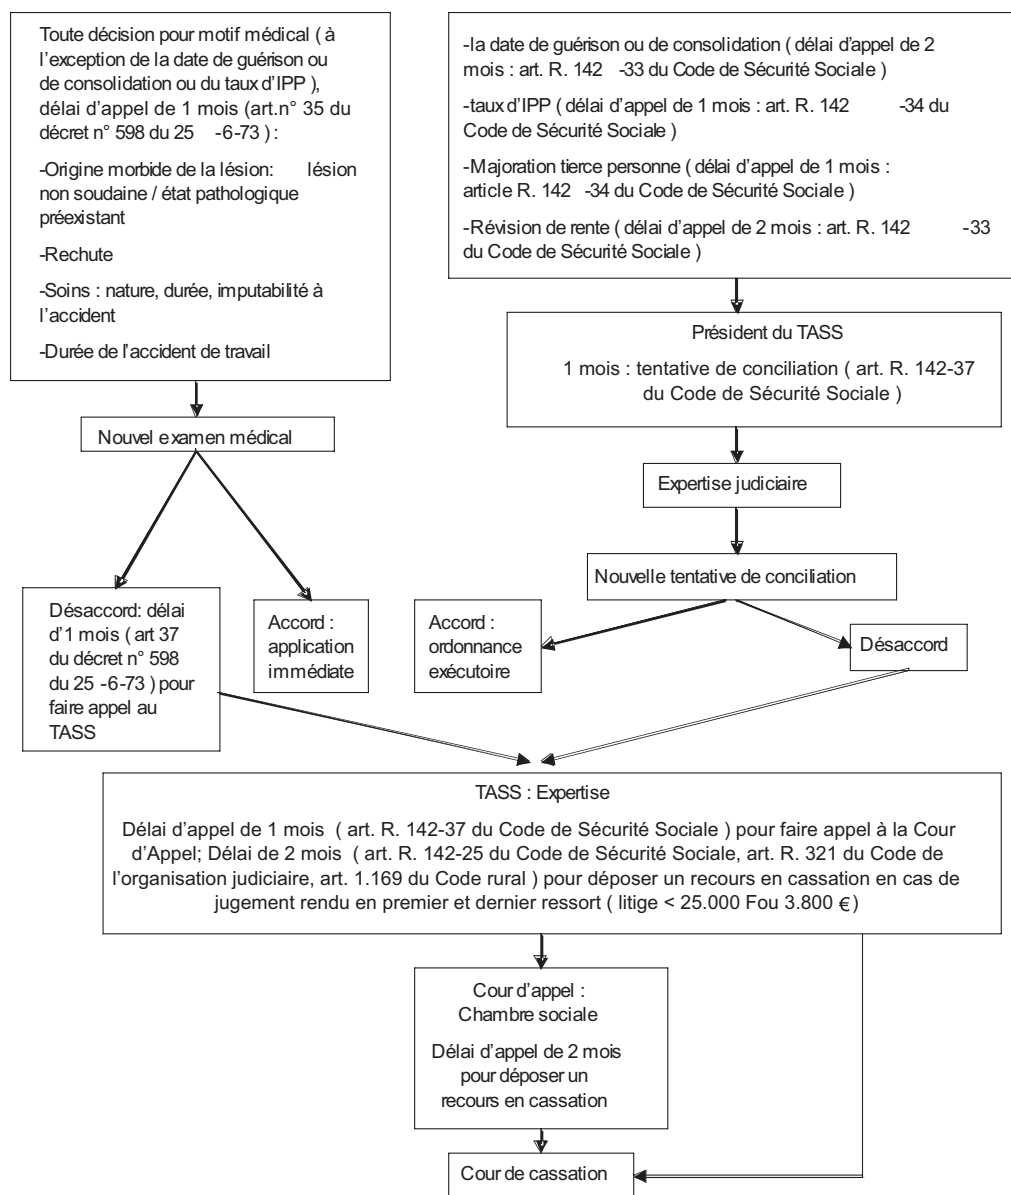 Toute décision pour motif médical ( à
l'exception de la date de guérison ou
de consolidation ou du taux d'IPP ),
délai d'appel de 1 mois (art.n° 35 du
décret n° 598 du 25 -6-73 ) :
-Origine morbide de la lésion: lésion
non soudaine / état pathologique
préexistant
-Rechute
-Soins : nature, durée, imputabilité à
l'accident
-Durée de l'accident de travail
-la date de guérison ou de consolidation ( délai d'appel de 2
mois : art. R. 142 -33 du Code de Sécurité Sociale )
-taux d'IPP ( délai d'appel de 1 mois : art. R. 142 -34 du
Code de Sécurité Sociale )
-Majoration tierce personne ( délai d'appel de 1 mois :
article R. 142 -34 du Code de Sécurité Sociale )
-Révision de rente ( délai d'appel de 2 mois : art. R. 142 -33
du Code de Sécurité Sociale )
Président du TASS
1 mois : tentative de conciliation ( art. R. 142-37
du Code de Sécurité Sociale )
Nouvel examen médical
Expertise judiciaire
Nouvelle tentative de conciliation
Désaccord: délai
d'1 mois ( art 37
du décret n° 598
du 25 -6-73 ) pour
faire appel au
TASS
Accord :
application
immédiate
Accord :
ordonnance
exécutoire
Désaccord
TASS : Expertise
Délai d'appel de 1 mois ( art. R. 142-37 du Code de Sécurité Sociale ) pour faire appel à la Cour
d'Appel; Délai de 2 mois ( art. R. 142-25 du Code de Sécurité Sociale, art. R. 321 du Code de
l'organisation judiciaire, art. 1.169 du Code rural ) pour déposer un recours en cassation en cas de
jugement rendu en premier et dernier ressort ( litige < 25.000 Fou 3.800 €)
Cour d'appel :
Chambre sociale
Délai d'appel de 2 mois
pour déposer un
recours en cassation
Cour de cassation